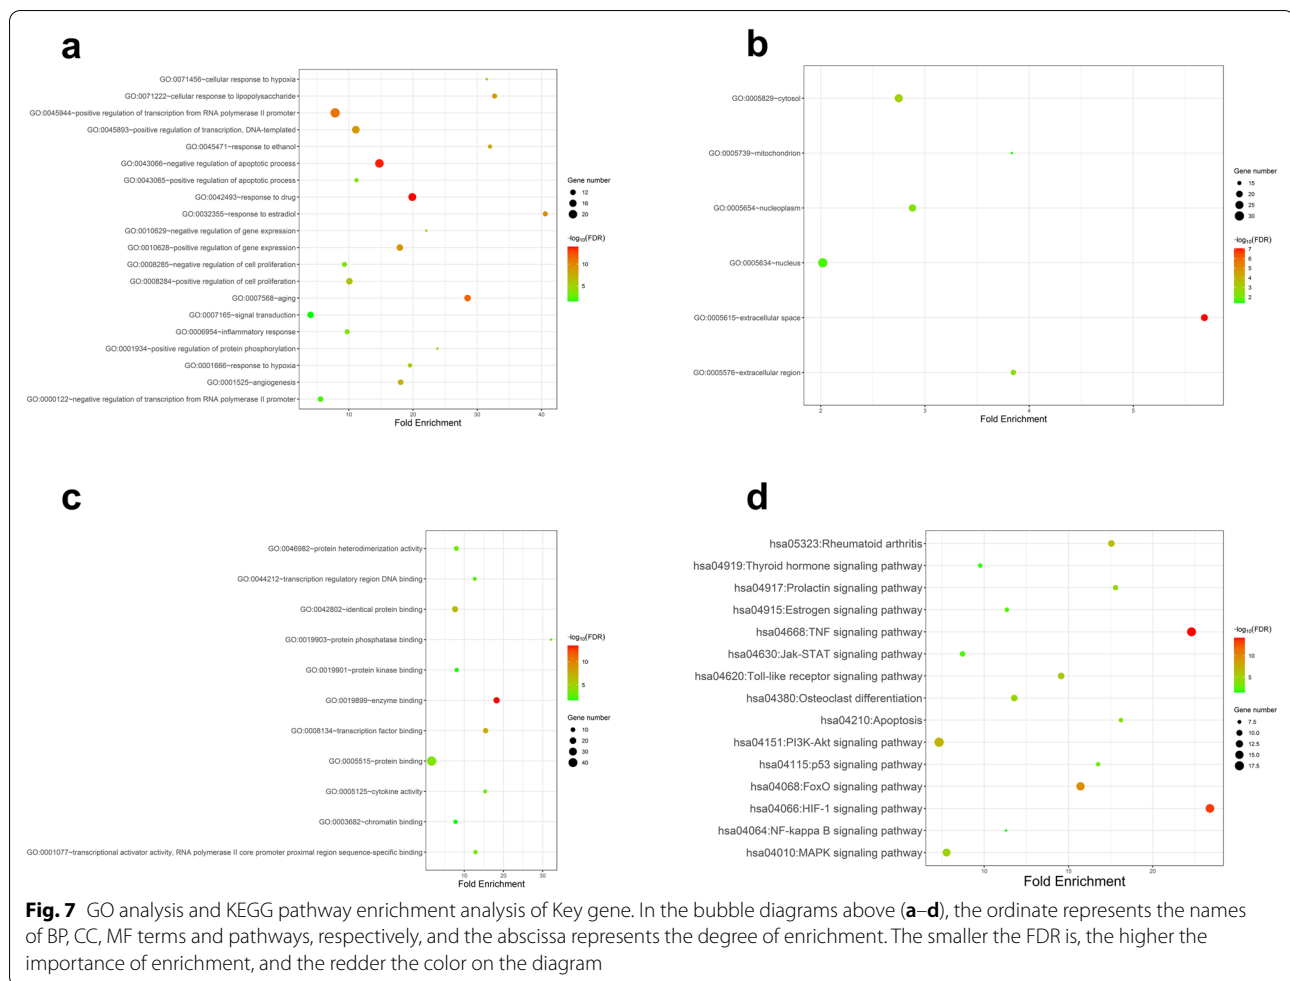 a
GO:0071456~cellular response to hypoxia
GO:0071222~cellular response to lipopolysaccharide
GO:0045944~positive regulation of transcription from RNA polymerase II promoter
GO:0045893~positive regulation of transcription, DNA-templated
GO:0045471~response to ethanol
GO:0043066~negative regulation of apoptotic process
GO:0043065~positive regulation of apoptotic process
GO:0042493~response to drug
GO:0032355~response to estradiol
GO:0010629~negative regulation of gene expression
GO:0010628~positive regulation of gene expression
GO:0008285~negative regulation of cell proliferation
GO:0008284~positive regulation of cell proliferation
GO:0007568~aging
GO:0007165~signal transduction
GO:0006954~inflammatory response
GO:0001934~positive regulation of protein phosphorylation
GO:0001666~response to hypoxia
GO:0001525~angiogenesis
GO:0000122~negative regulation of transcription from RNA polymerase II promoter
10 20 30 40
Fold Enrichment
Gene number
12
16
20
-log10(FDR)
10
5
b
GO:0005829~cytosol
GO:0005739~mitochondrion
GO:0005654~nucleoplasm
GO:0005634~nucleus
GO:0005615~extracellular space
GO:0005576~extracellular region
2 3 4 5
Fold Enrichment
Gene number
15
20
25
30
-log10(FDR)
7
6
5
4
3
2
c
GO:0046982~protein heterodimerization activity
GO:0044212~transcription regulatory region DNA binding
GO:0042802~identical protein binding
GO:0019903~protein phosphatase binding
GO:0019901~protein kinase binding
GO:0019899~enzyme binding
GO:0008134~transcription factor binding
GO:0005515~protein binding
GO:0005125~cytokine activity
GO:0003682~chromatin binding
GO:0001077~transcriptional activator activity, RNA polymerase II core promoter proximal region sequence-specific binding
10 20 30
Fold Enrichment
-log10(FDR)
10
5
Gene number
10
20
30
40
d
hsa05323:Rheumatoid arthritis
hsa04919:Thyroid hormone signaling pathway
hsa04917:Prolactin signaling pathway
hsa04915:Estrogen signaling pathway
hsa04668:TNF signaling pathway
hsa04630:Jak-STAT signaling pathway
hsa04620:Toll-like receptor signaling pathway
hsa04380:Osteoclast differentiation
hsa04210:Apoptosis
hsa04151:PI3K-Akt signaling pathway
hsa04115:p53 signaling pathway
hsa04068:FoxO signaling pathway
hsa04066:HIF-1 signaling pathway
hsa04064:NF-kappa B signaling pathway
hsa04010:MAPK signaling pathway
10 15 20
Fold Enrichment
-log10(FDR)
10
5
Gene number
7.5
10.0
12.5
15.0
17.5
Fig. 7 GO analysis and KEGG pathway enrichment analysis of Key gene. In the bubble diagrams above (a–d), the ordinate represents the names
of BP, CC, MF terms and pathways, respectively, and the abscissa represents the degree of enrichment. The smaller the FDR is, the higher the
importance of enrichment, and the redder the color on the diagram